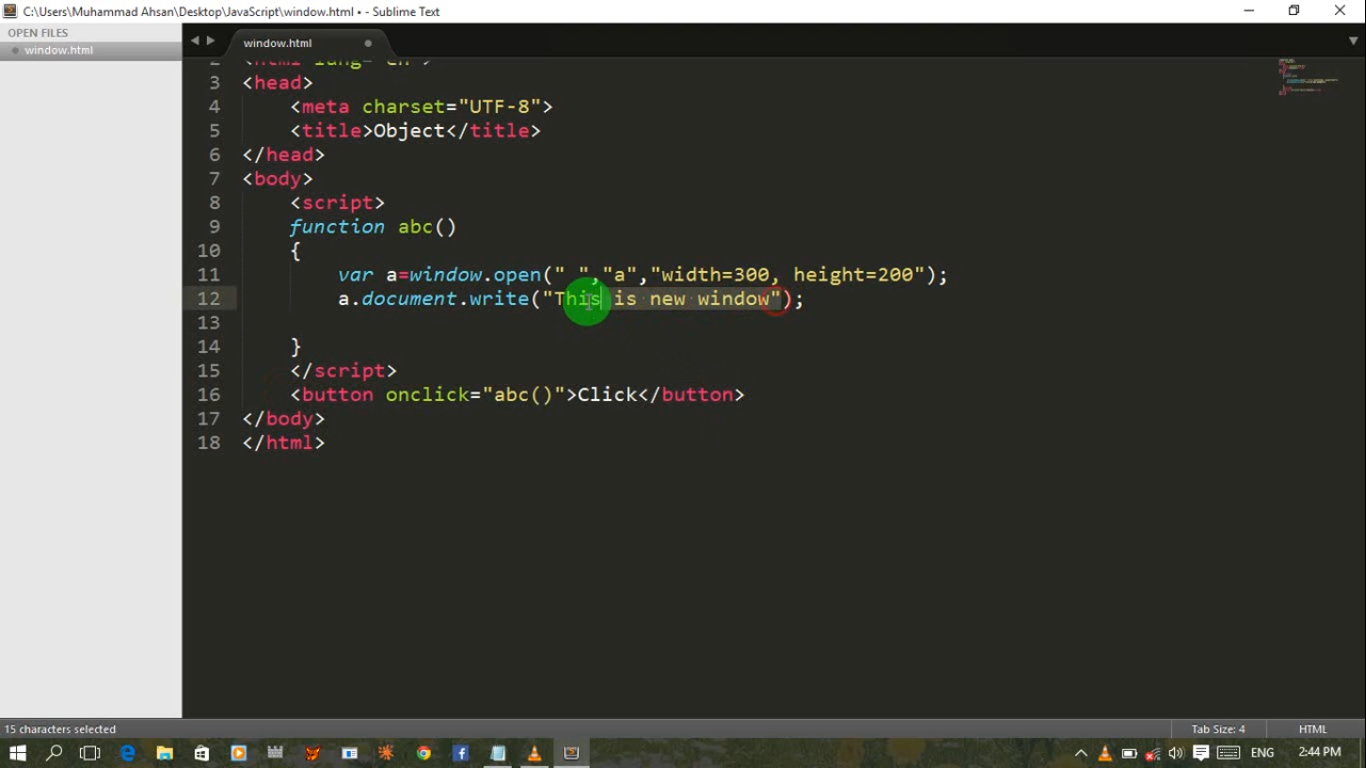 C:\Users\Muhammad Ahsan\Desktop\JavaScript\window.html • - Sublime Text
OPEN FILES
window.html
window.html
2 <html lang="en">
3 <head>
4 <meta charset="UTF-8">
5 <title>Object</title>
6 </head>
7 <body>
8 <script>
9 function abc()
10 {
11 var a=window.open(" ","a","width=300, height=200");
12 a.document.write("This is new window");
13
14 }
15 </script>
16 <button onclick="abc()">Click</button>
17 </body>
18 </html>
15 characters selected
Tab Size: 4
HTML
ENG
2:44 PM